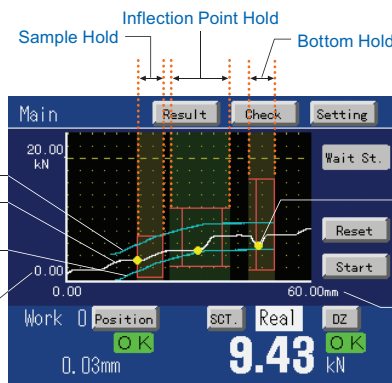 Inflection Point Hold
Sample Hold
Bottom Hold
Main Result Check Setting
20.00
kN
Wait St.
Reset
0.00
Start
0.00 60.00mm
Work 0 Position SCT. Real DZ
OK OK
0.03mm 9.43 kN